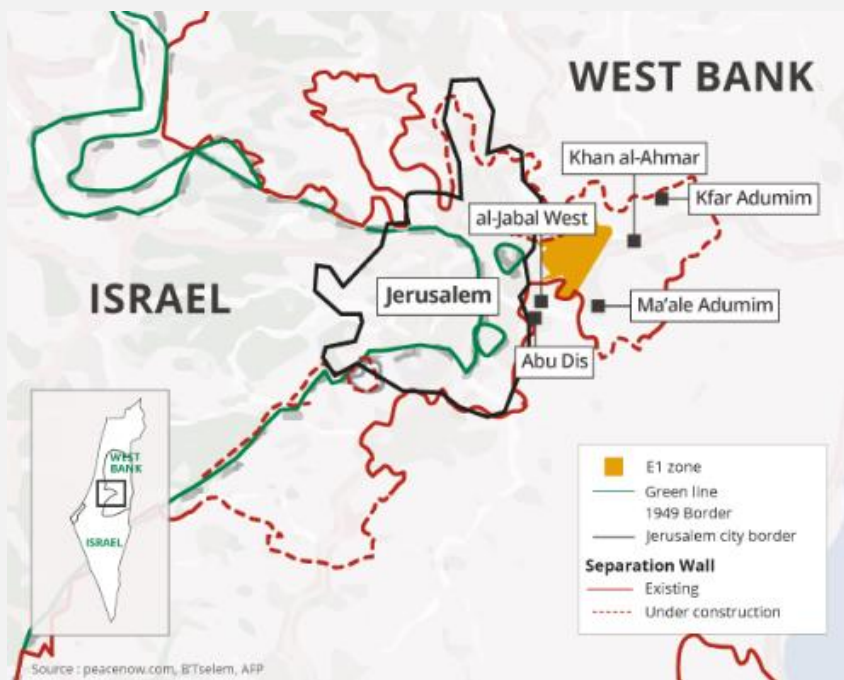 WEST BANK
Khan al-Ahmar
Kfar Adumim
al-Jabal West
ISRAEL
Jerusalem
Ma'ale Adumim
Abu Dis
WEST
BANK
ISRAEL
E1 zone
Green line
1949 Border
Jerusalem city border
Separation Wall
Existing
Under construction
Source : peacenow.com, B'Tselem, AFP